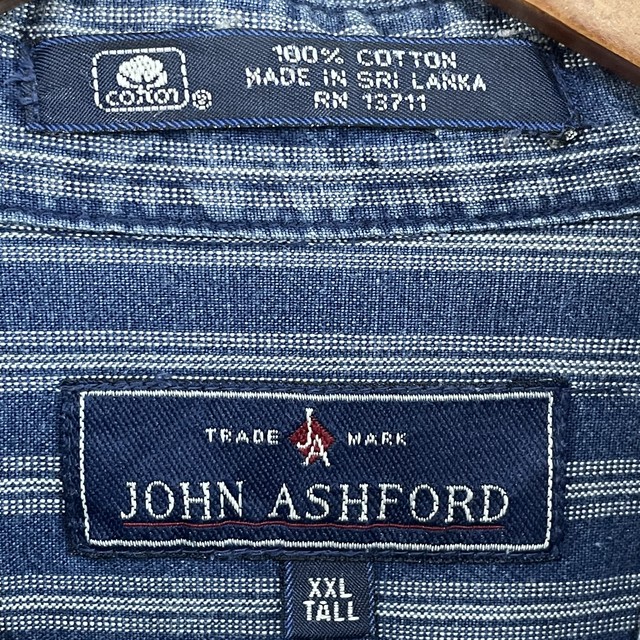 100% COTTON
cotton ®
MADE IN SRI LANKA
RN 13711
TRADE JA MARK
JOHN ASHFORD
XXL
TALL